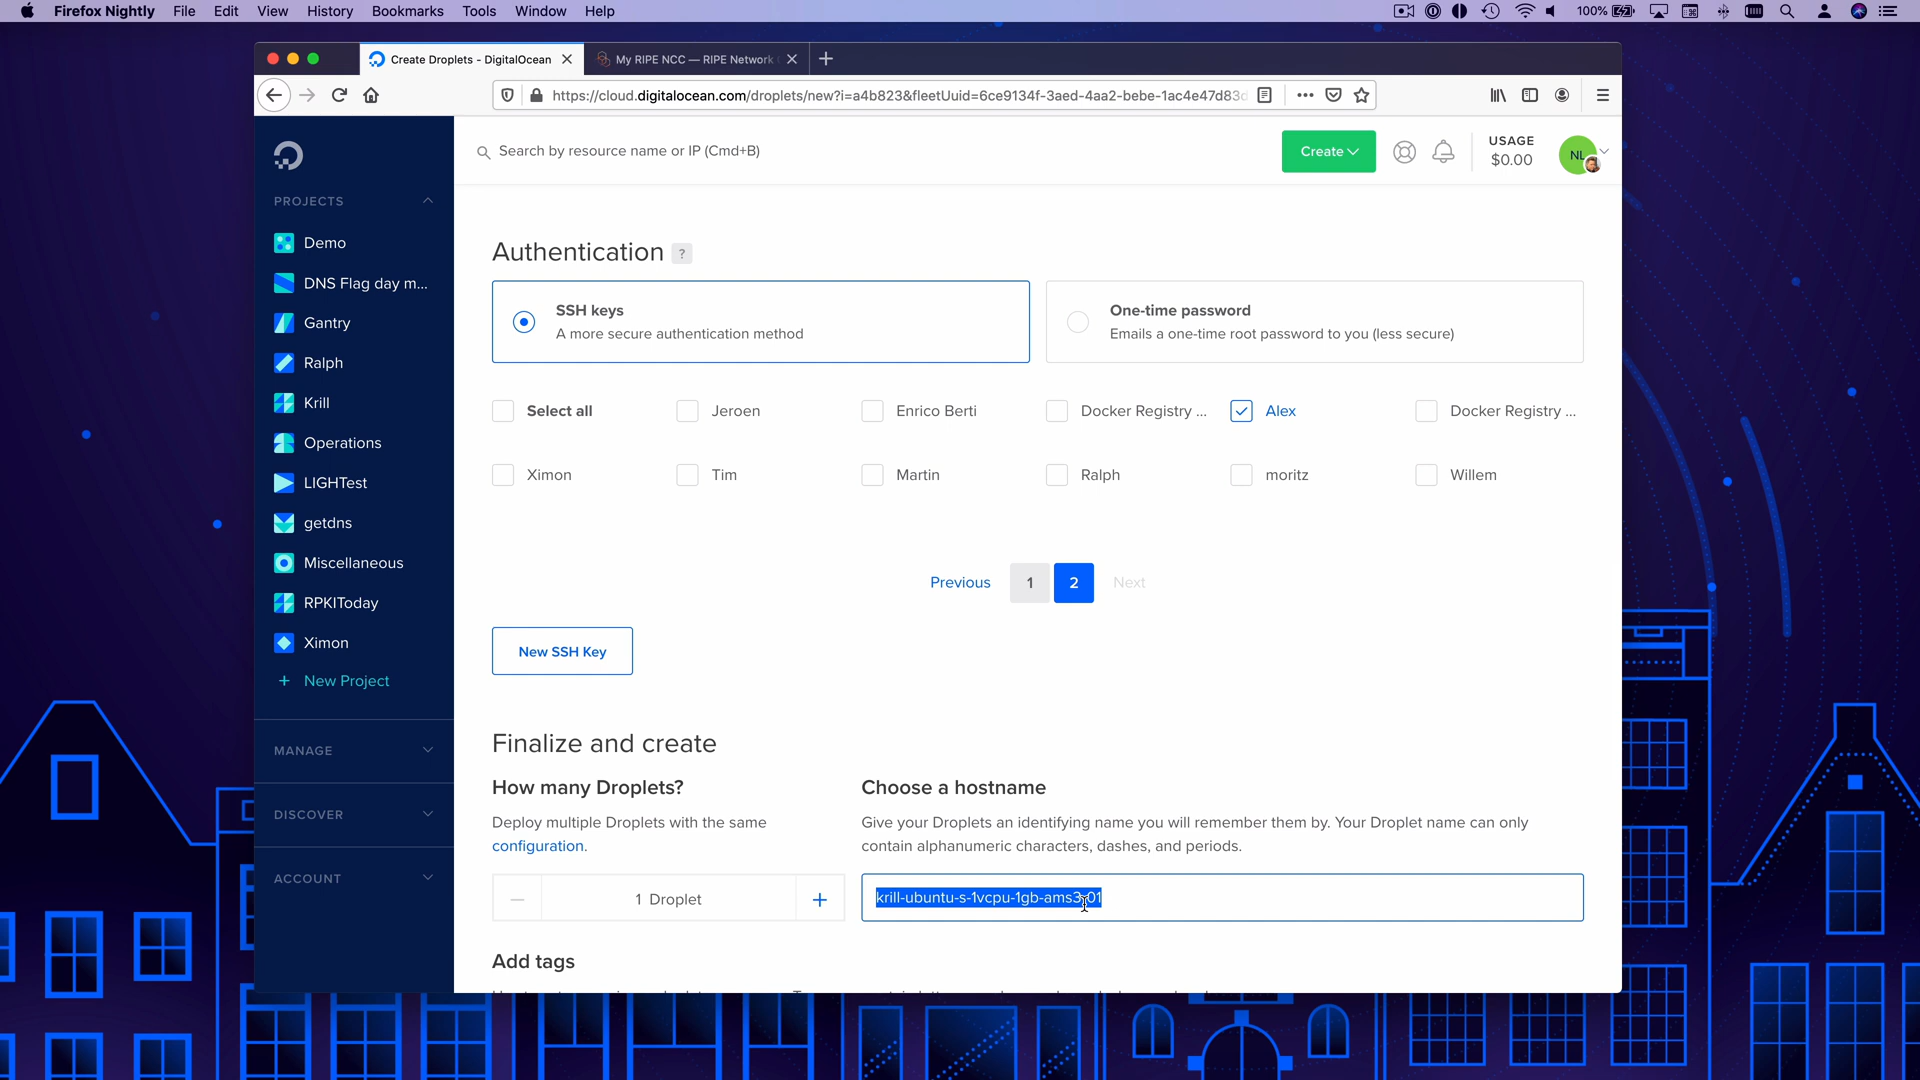 Firefox Nightly File Edit View History Bookmarks Tools Window Help
100%
Create Droplets - DigitalOcean
My RIPE NCC — RIPE Network
https://cloud.digitalocean.com/droplets/new?i=a4b823&fleetUuid=6ce9134f-3aed-4aa2-bebe-1ac4e47d83d
Search by resource name or IP (Cmd+B)
Create
USAGE
$0.00
NL
PROJECTS
Demo
DNS Flag day m...
Gantry
Ralph
Krill
Operations
LIGHTest
getdns
Miscellaneous
RPKIToday
Ximon
+ New Project
MANAGE
DISCOVER
ACCOUNT
Authentication ?
SSH keys
A more secure authentication method
One-time password
Emails a one-time root password to you (less secure)
Select all
Jeroen
Enrico Berti
Docker Registry ...
Alex
Docker Registry ...
Ximon
Tim
Martin
Ralph
moritz
Willem
Previous 1 2 Next
New SSH Key
Finalize and create
How many Droplets?
Deploy multiple Droplets with the same
configuration.
1 Droplet
Choose a hostname
Give your Droplets an identifying name you will remember them by. Your Droplet name can only
contain alphanumeric characters, dashes, and periods.
krill-ubuntu-s-1vcpu-1gb-ams3-01
Add tags